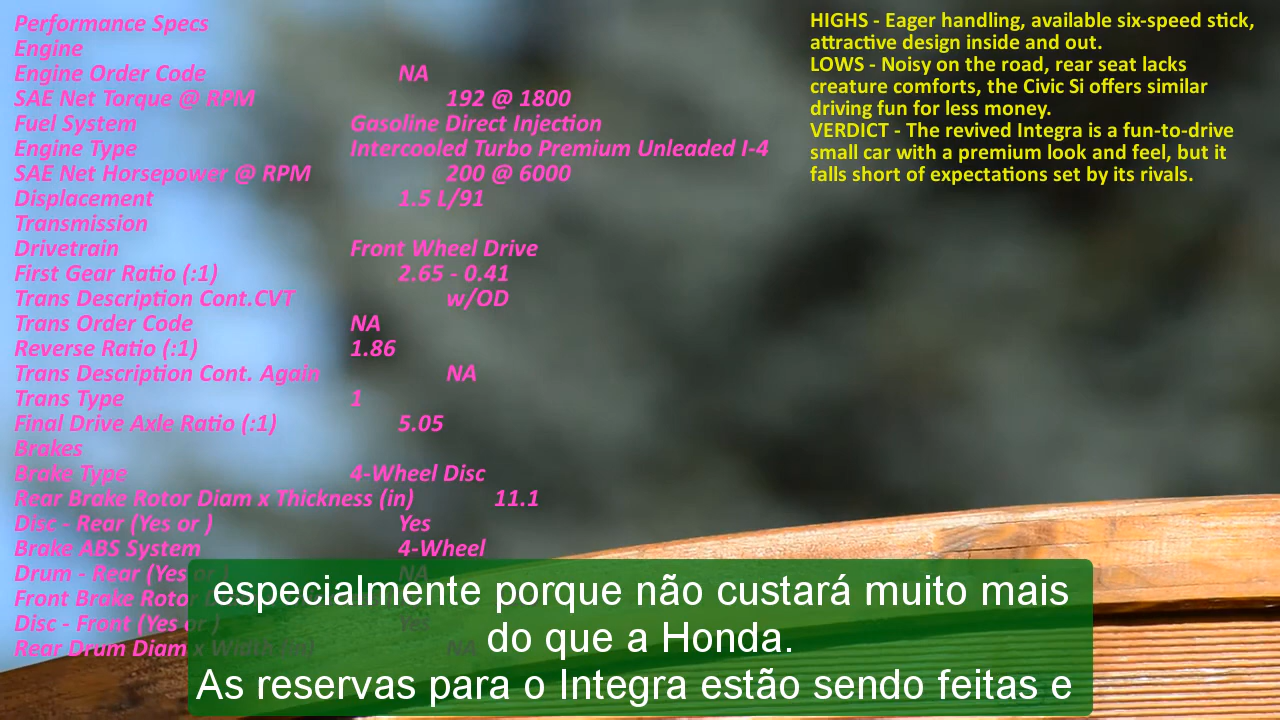 Performance Specs
Engine
Engine Order Code NA
SAE Net Torque @ RPM 192 @ 1800
Fuel System Gasoline Direct Injection
Engine Type Intercooled Turbo Premium Unleaded I-4
SAE Net Horsepower @ RPM 200 @ 6000
Displacement 1.5 L/91
Transmission
Drivetrain Front Wheel Drive
First Gear Ratio (:1) 2.65 - 0.41
Trans Description Cont.CVT w/OD
Trans Order Code NA
Reverse Ratio (:1) 1.86
Trans Description Cont. Again NA
Trans Type 1
Final Drive Axle Ratio (:1) 5.05
Brakes
Brake Type 4-Wheel Disc
Rear Brake Rotor Diam x Thickness (in) 11.1
Disc - Rear (Yes or ) Yes
Brake ABS System 4-Wheel
Drum - Rear (Yes or ) NA
Front Brake Rotor
Disc - Front (Yes or ) Yes
Rear Drum Diam x Width (in) NA
HIGHS - Eager handling, available six-speed stick,
attractive design inside and out.
LOWS - Noisy on the road, rear seat lacks
creature comforts, the Civic Si offers similar
driving fun for less money.
VERDICT - The revived Integra is a fun-to-drive
small car with a premium look and feel, but it
falls short of expectations set by its rivals.
especialmente porque não custará muito mais
do que a Honda.
As reservas para o Integra estão sendo feitas e